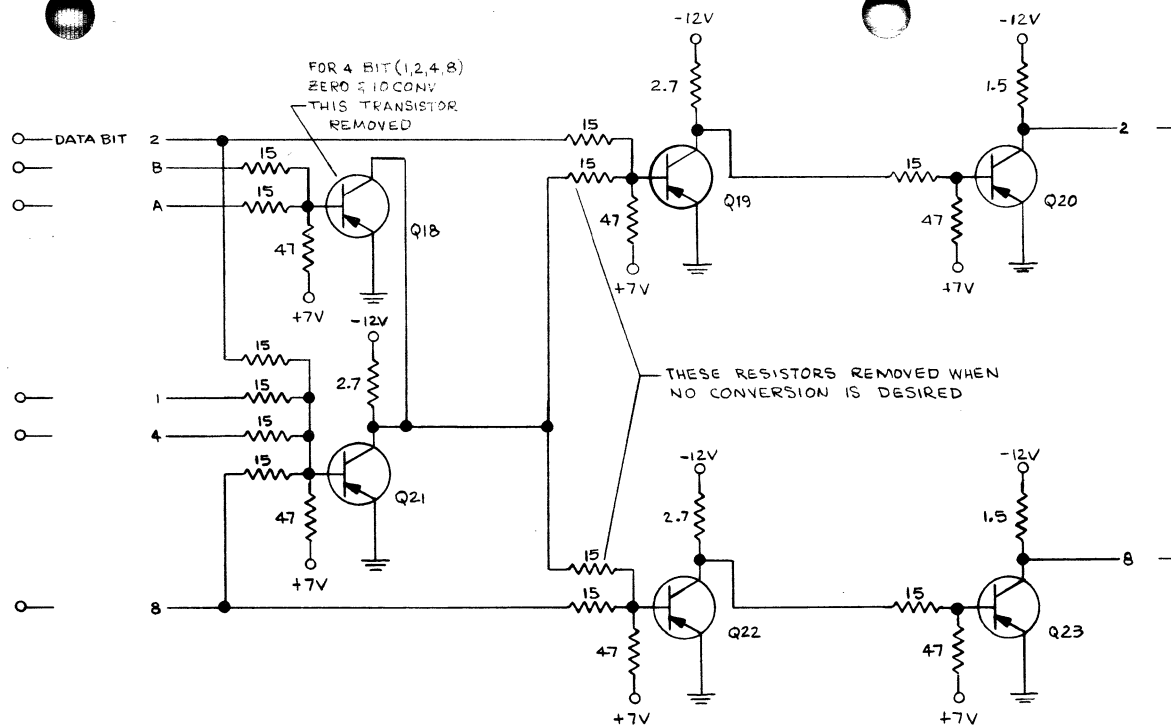 -12V
-12V
FOR 4 BIT (1,2,4,8)
ZERO & 10 CONV
THIS TRANSISTOR
REMOVED
2.7
1.5
DATA BIT 2
15
2
B
15
15
15
A
15
Q18
47
Q19
47
Q20
47
+7V
+7V
+7V
-12V
15
2.7
THESE RESISTORS REMOVED WHEN
NO CONVERSION IS DESIRED
1
15
4
15
15
Q21
47
-12V
-12V
2.7
1.5
15
+7V
8
8
15
15
Q22
Q23
47
47
+7V
+7V